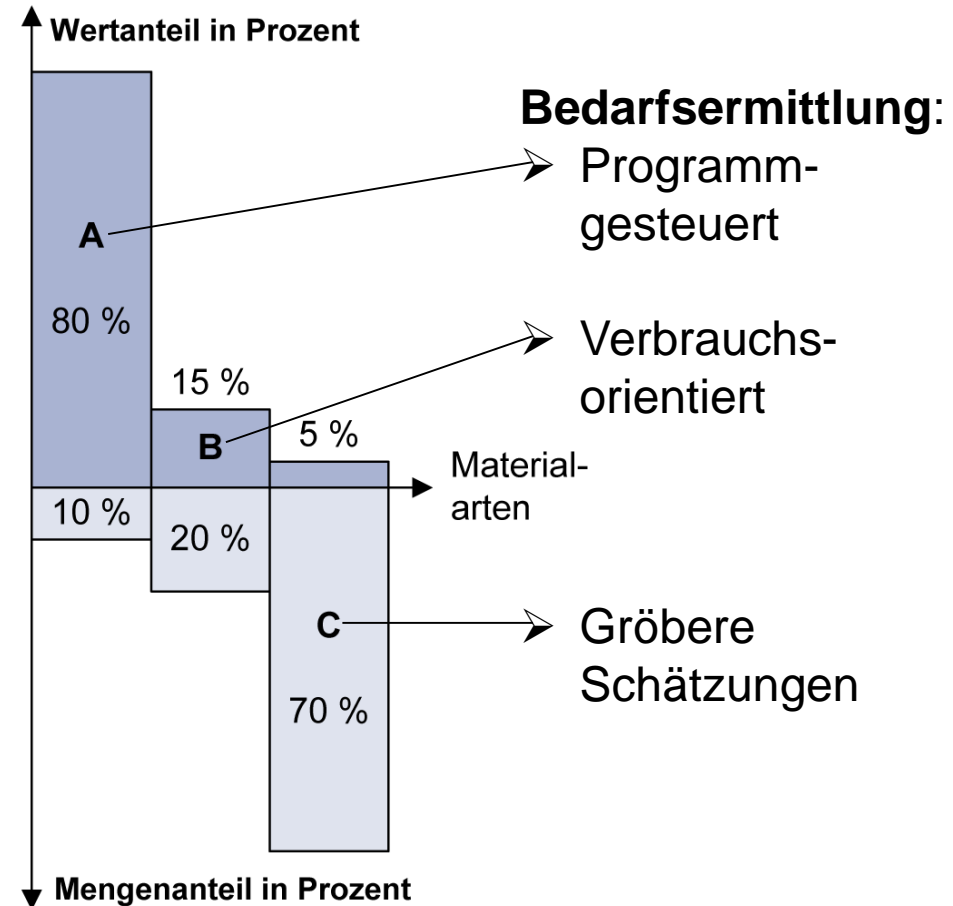 Wertanteil in Prozent
Bedarfsermittlung:
Programm-
gesteuert
A
80 %
Verbrauchs-
orientiert
15 %
B
5 %
Material-
arten
10 %
20 %
C
Gröbere
Schätzungen
70 %
Mengenanteil in Prozent